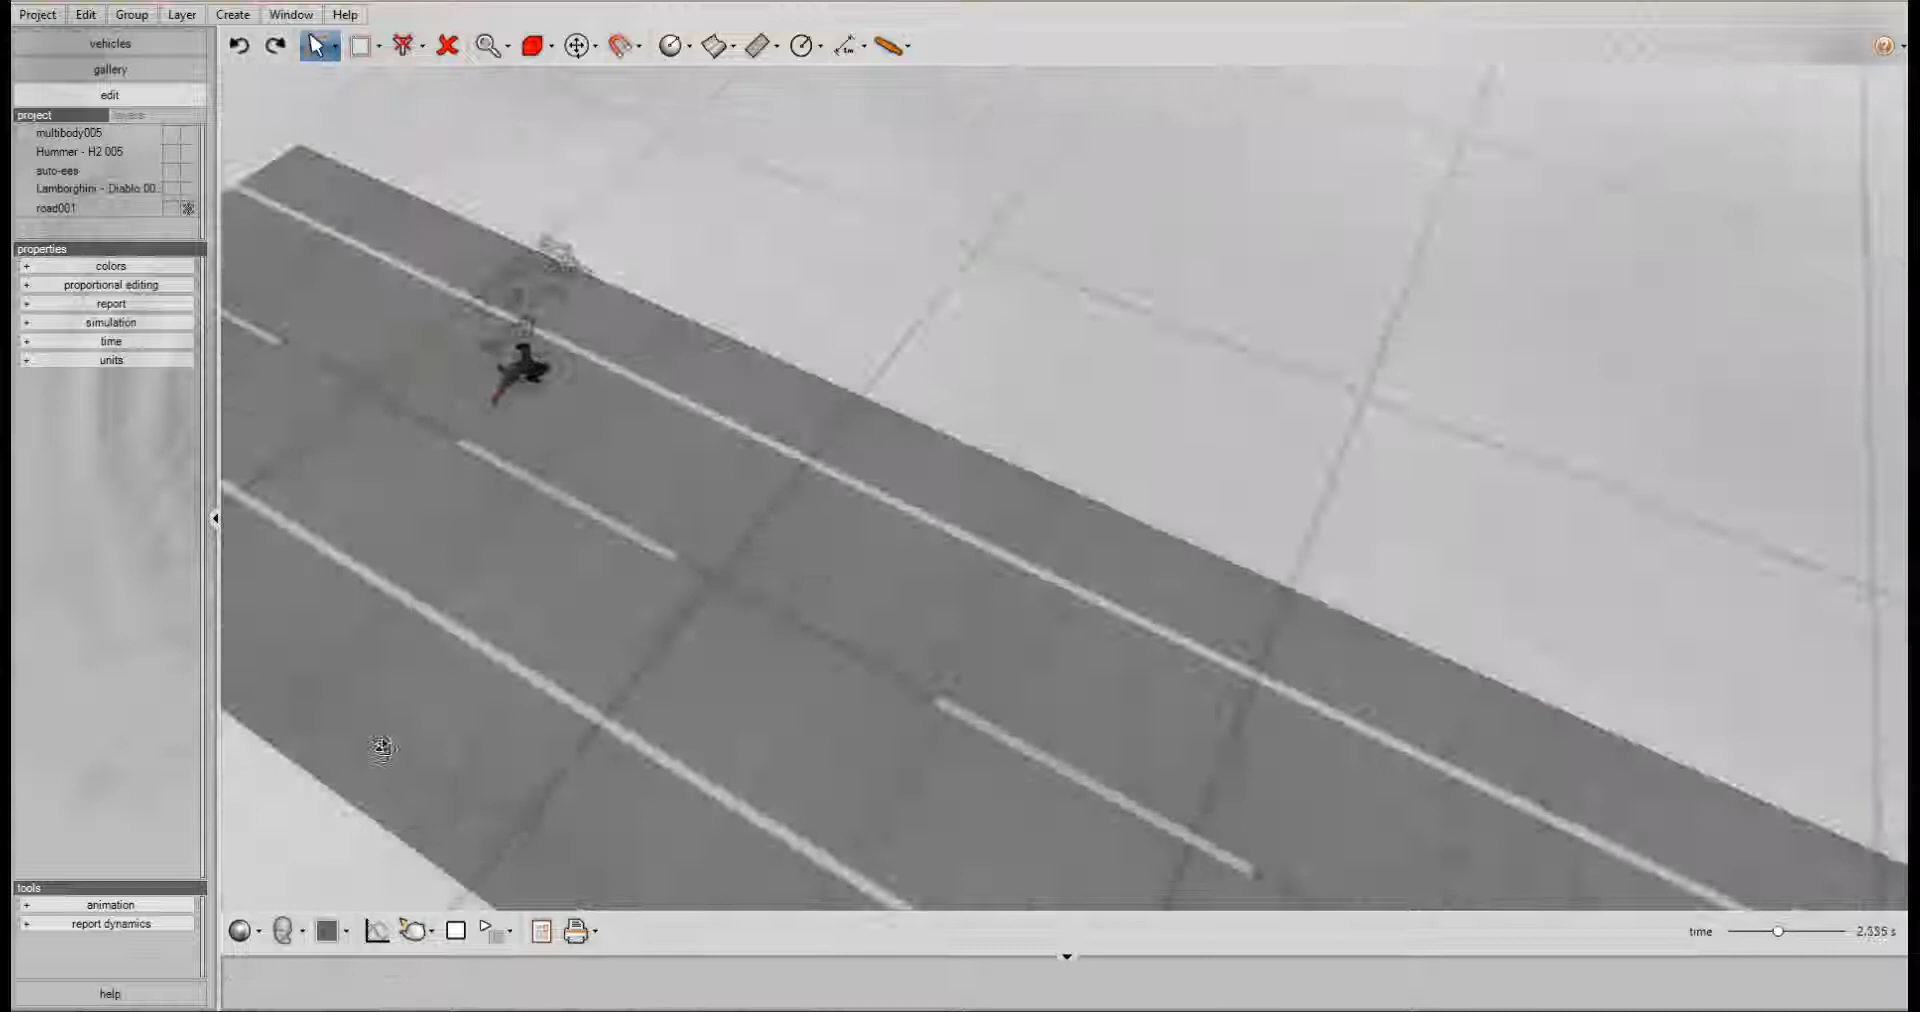 Project Edit Group Layer Create Window Help
vehicles
gallery
edit
project layers
multibody005
Hummer - H2 005
auto-ees
Lamborghini - Diablo 00..
road001
properties
+ colors
+ proportional editing
+ report
+ simulation
+ time
+ units
tools
+ animation
+ report dynamics
help
time 2.335 s